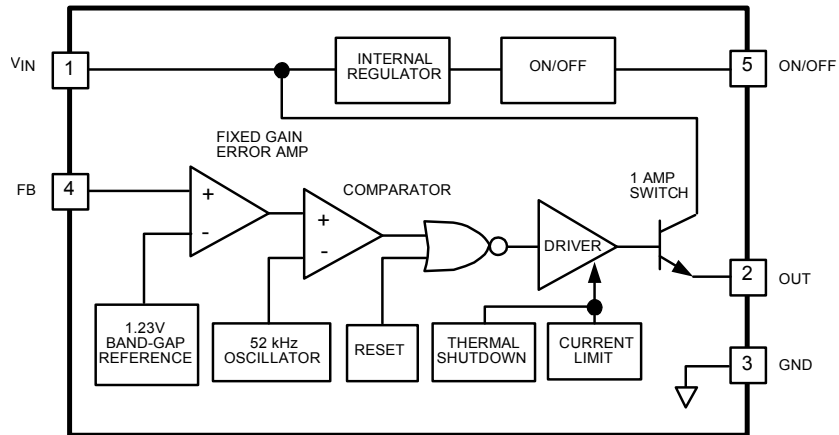 VIN
1
INTERNAL
REGULATOR
ON/OFF
5
ON/OFF
FIXED GAIN
ERROR AMP
FB
4
+
-
COMPARATOR
+
-
1 AMP
SWITCH
DRIVER
2
OUT
1.23V
BAND-GAP
REFERENCE
52 kHz
OSCILLATOR
RESET
THERMAL
SHUTDOWN
CURRENT
LIMIT
3
GND